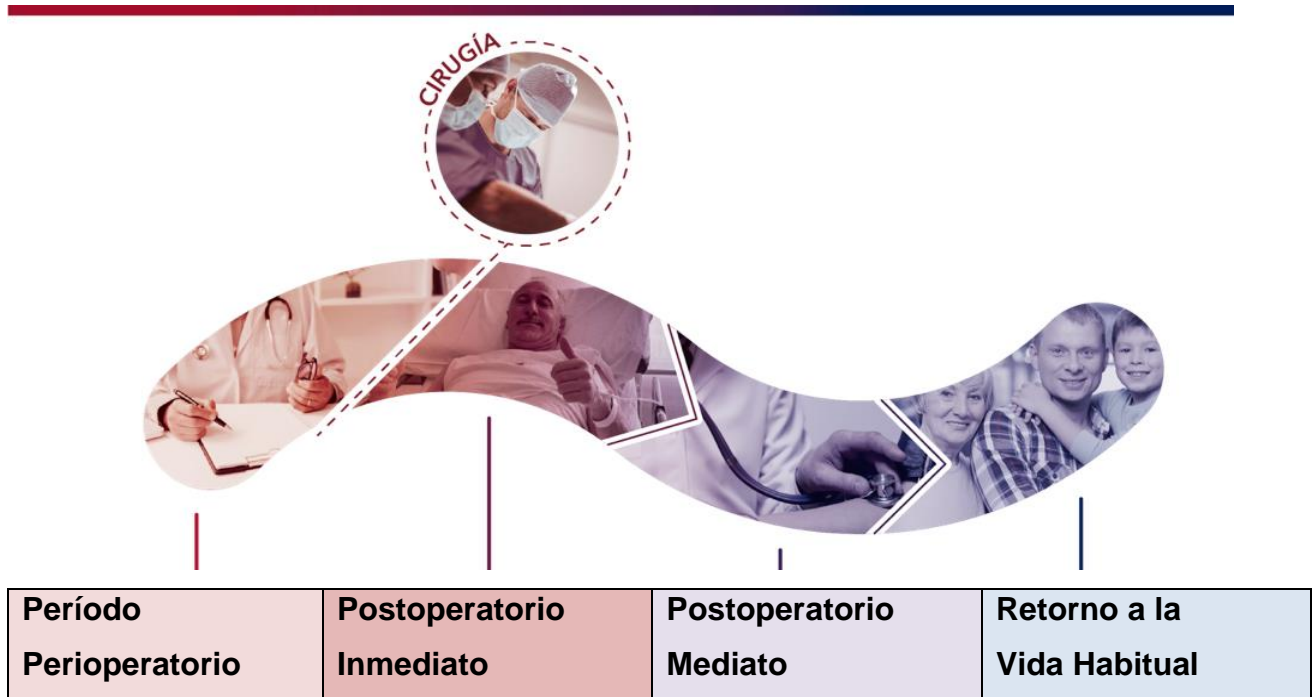 CIRUGÍA
Período
Perioperatorio
Postoperatorio
Inmediato
Postoperatorio
Mediato
Retorno a la
Vida Habitual